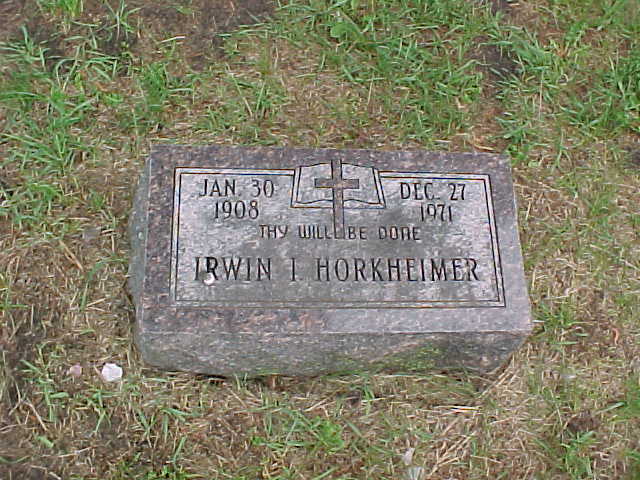 JAN. 30 DEC. 27
1908 1971
THY WILL BE DONE
IRWIN I. HORKHEIMER